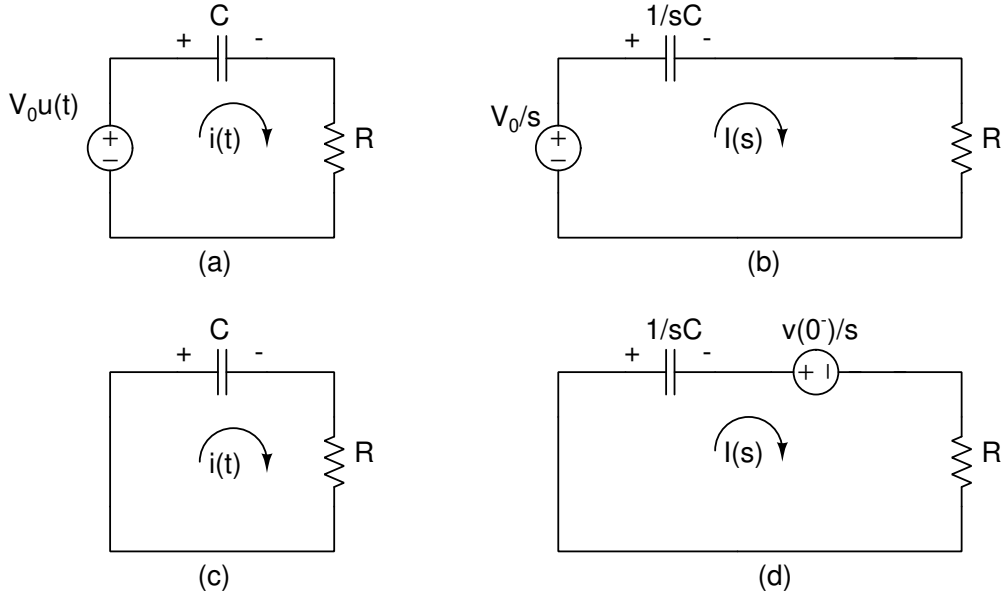 C
+ -
V₀u(t)
+
−
i(t)
R
(a)
1/sC
+ -
V₀/s
+
−
I(s)
R
(b)
C
+ -
i(t)
R
(c)
1/sC
v(0⁻)/s
+ -
+ −
I(s)
R
(d)